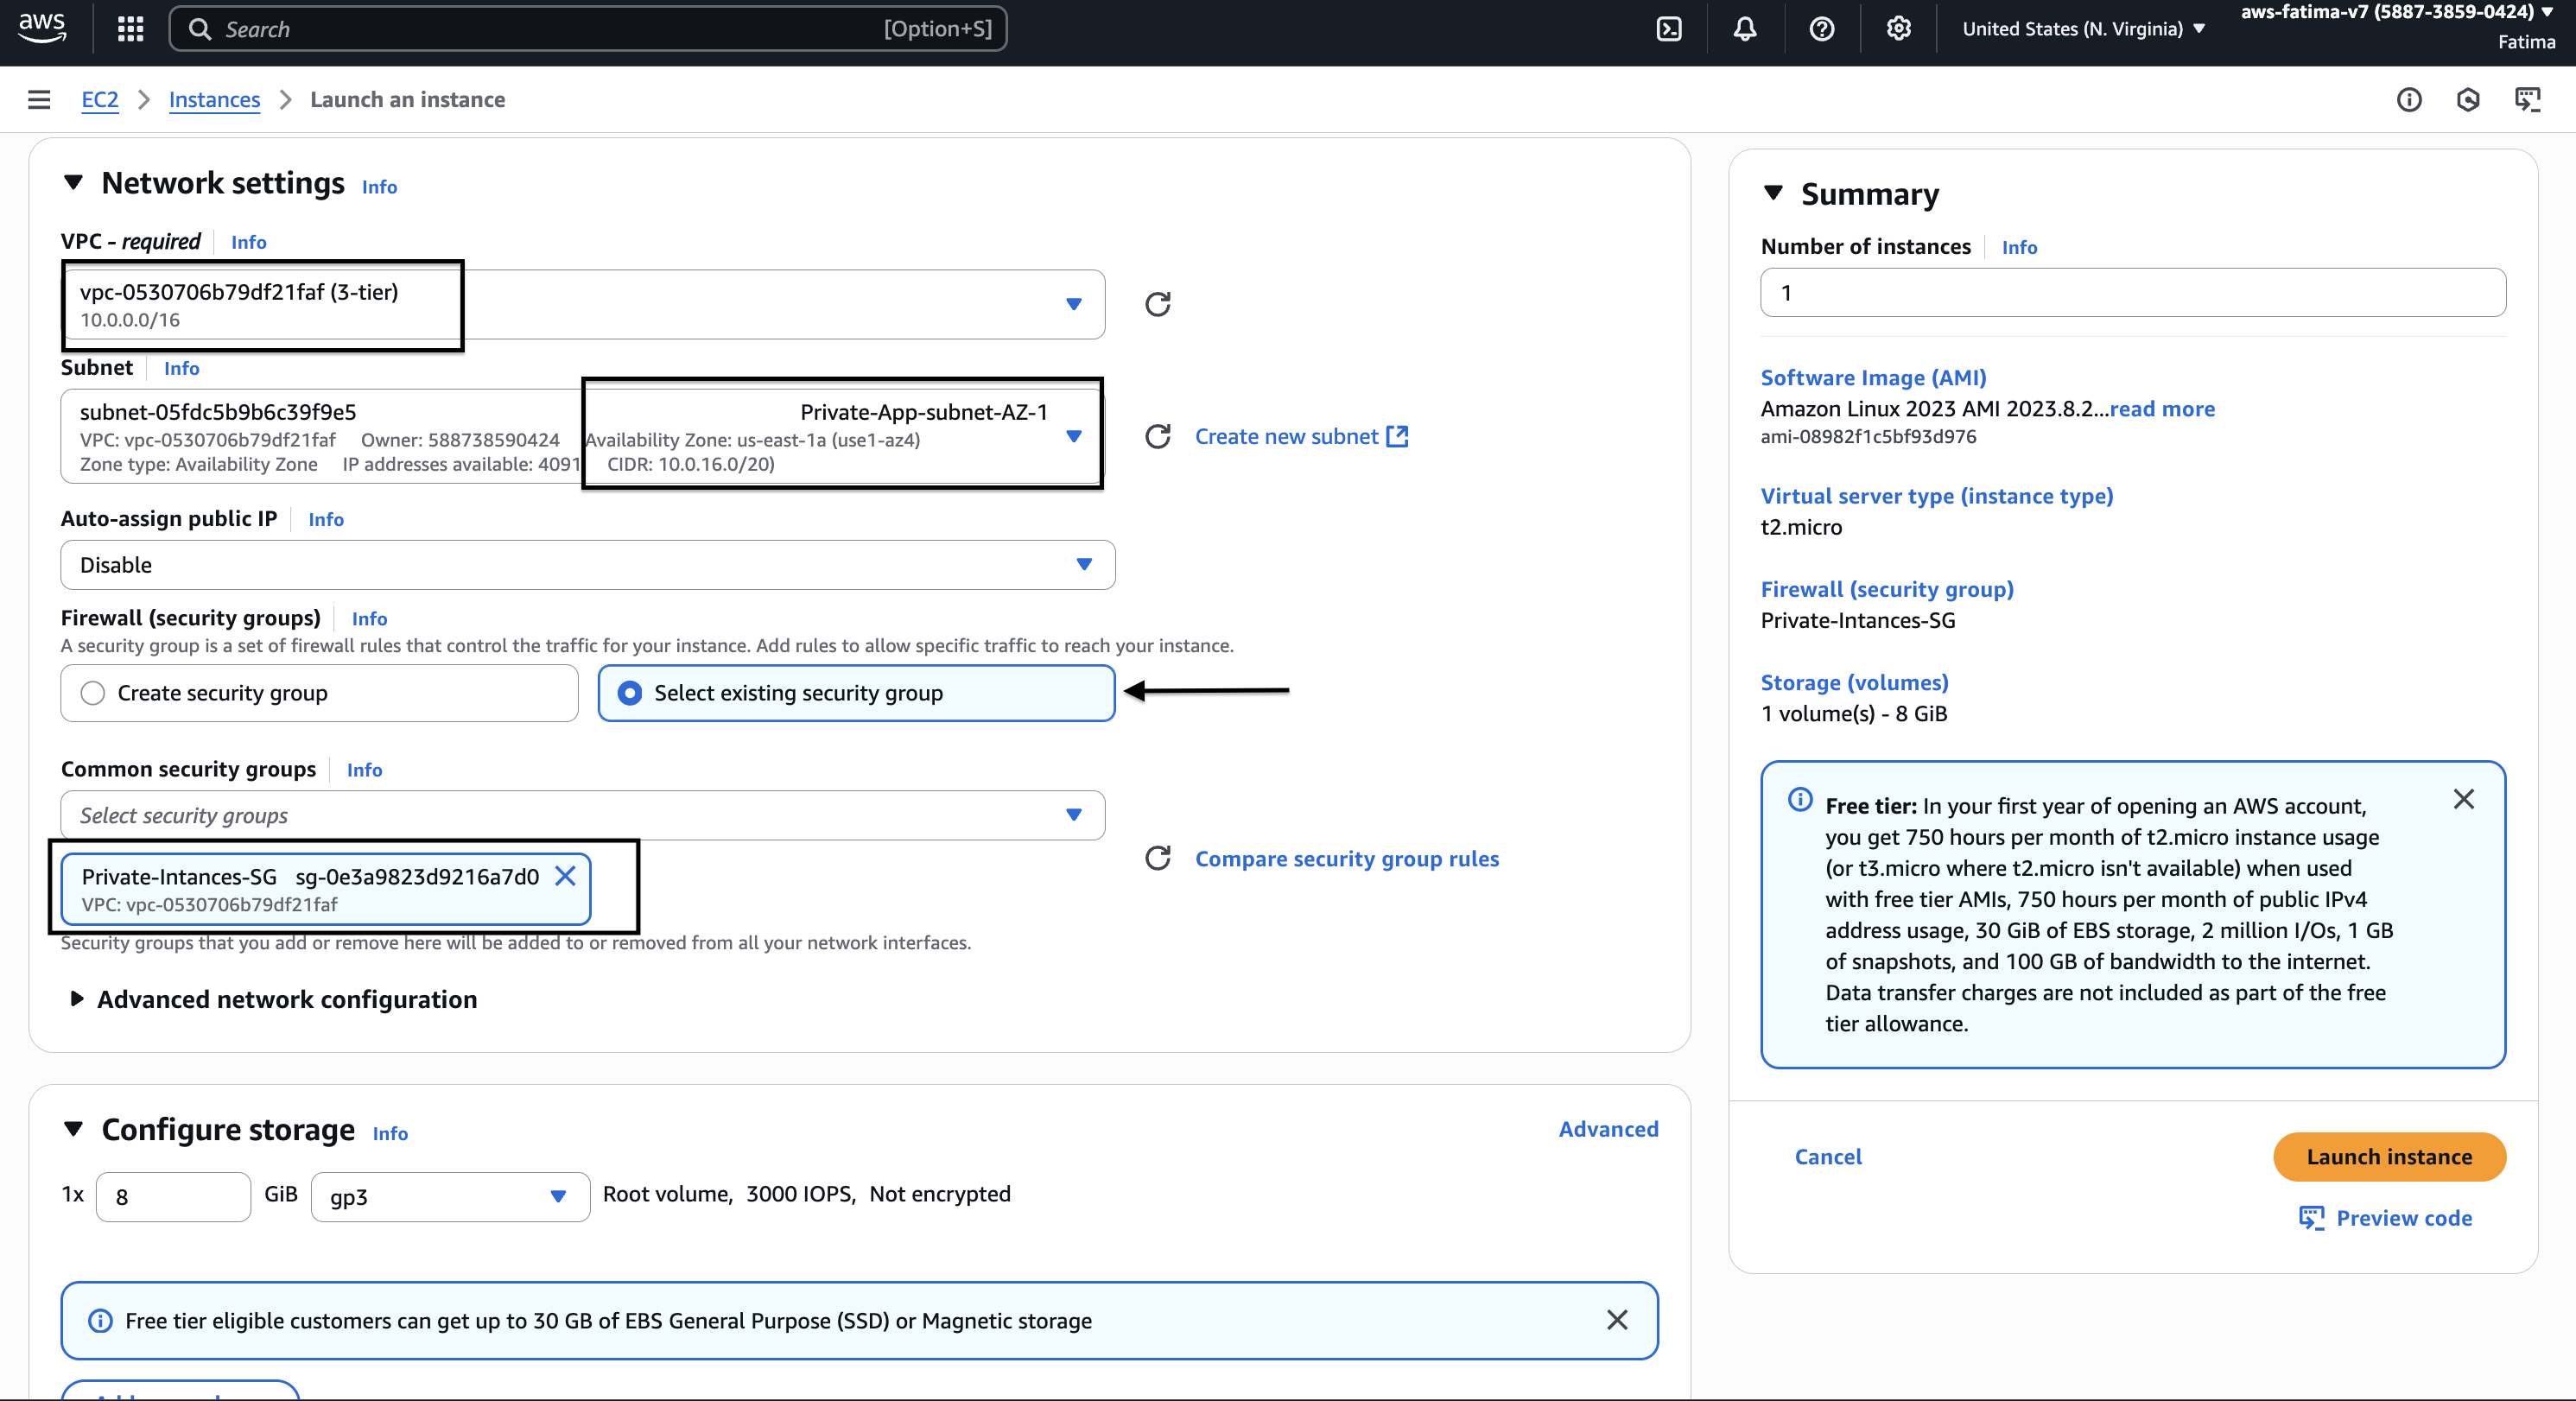 aws
Search
[Option+S]
United States (N. Virginia)
aws-fatima-v7 (5887-3859-0424)
Fatima
EC2
Instances
Launch an instance
Network settings Info
VPC - required Info
vpc-0530706b79df21faf (3-tier)
10.0.0.0/16
Subnet Info
subnet-05fdc5b9b6c39f9e5 Private-App-subnet-AZ-1
VPC: vpc-0530706b79df21faf Owner: 588738590424 Availability Zone: us-east-1a (use1-az4)
Zone type: Availability Zone IP addresses available: 4091 CIDR: 10.0.16.0/20)
Create new subnet
Auto-assign public IP Info
Disable
Firewall (security groups) Info
A security group is a set of firewall rules that control the traffic for your instance. Add rules to allow specific traffic to reach your instance.
Create security group
Select existing security group
Common security groups Info
Select security groups
Private-Intances-SG sg-0e3a9823d9216a7d0
VPC: vpc-0530706b79df21faf
Compare security group rules
Security groups that you add or remove here will be added to or removed from all your network interfaces.
Advanced network configuration
Configure storage Info
Advanced
1x 8 GiB gp3 Root volume, 3000 IOPS, Not encrypted
Free tier eligible customers can get up to 30 GB of EBS General Purpose (SSD) or Magnetic storage
Summary
Number of instances Info
1
Software Image (AMI)
Amazon Linux 2023 AMI 2023.8.2...read more
ami-08982f1c5bf93d976
Virtual server type (instance type)
t2.micro
Firewall (security group)
Private-Intances-SG
Storage (volumes)
1 volume(s) - 8 GiB
Free tier: In your first year of opening an AWS account,
you get 750 hours per month of t2.micro instance usage
(or t3.micro where t2.micro isn't available) when used
with free tier AMIs, 750 hours per month of public IPv4
address usage, 30 GiB of EBS storage, 2 million I/Os, 1 GB
of snapshots, and 100 GB of bandwidth to the internet.
Data transfer charges are not included as part of the free
tier allowance.
Cancel
Launch instance
Preview code